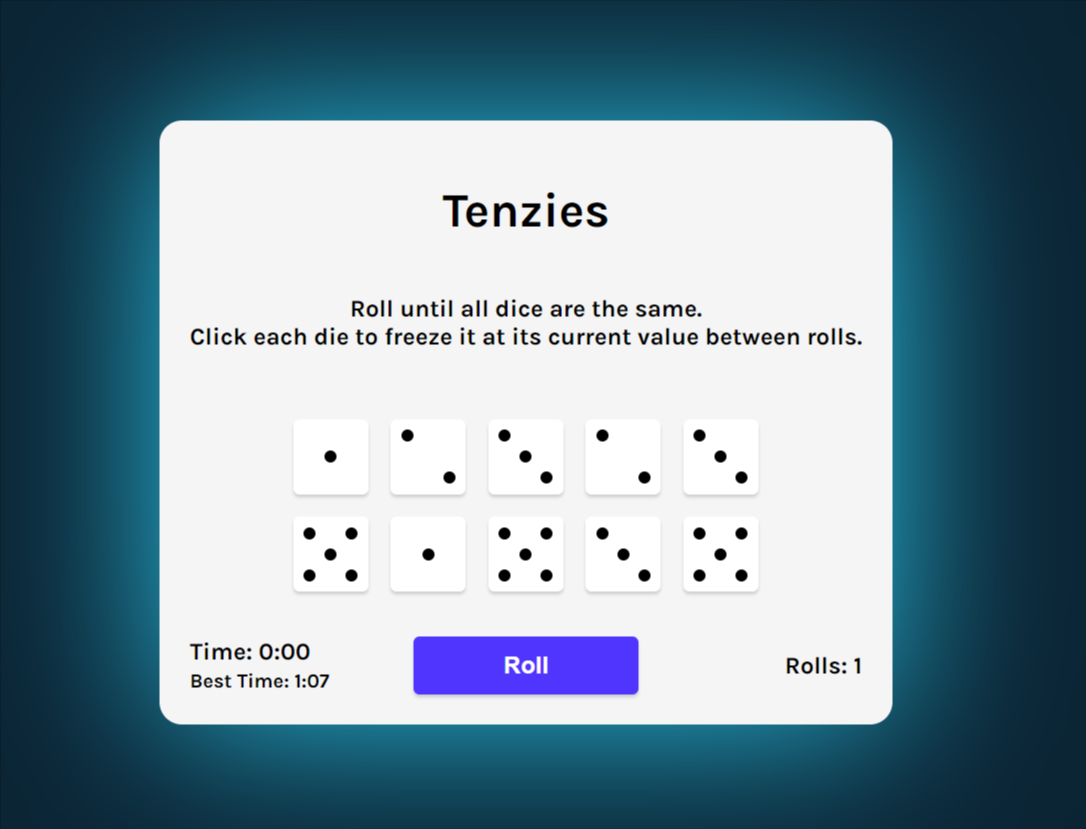 Tenzies
Roll until all dice are the same.
Click each die to freeze it at its current value between rolls.
Time: 0:00
Best Time: 1:07
Roll
Rolls: 1